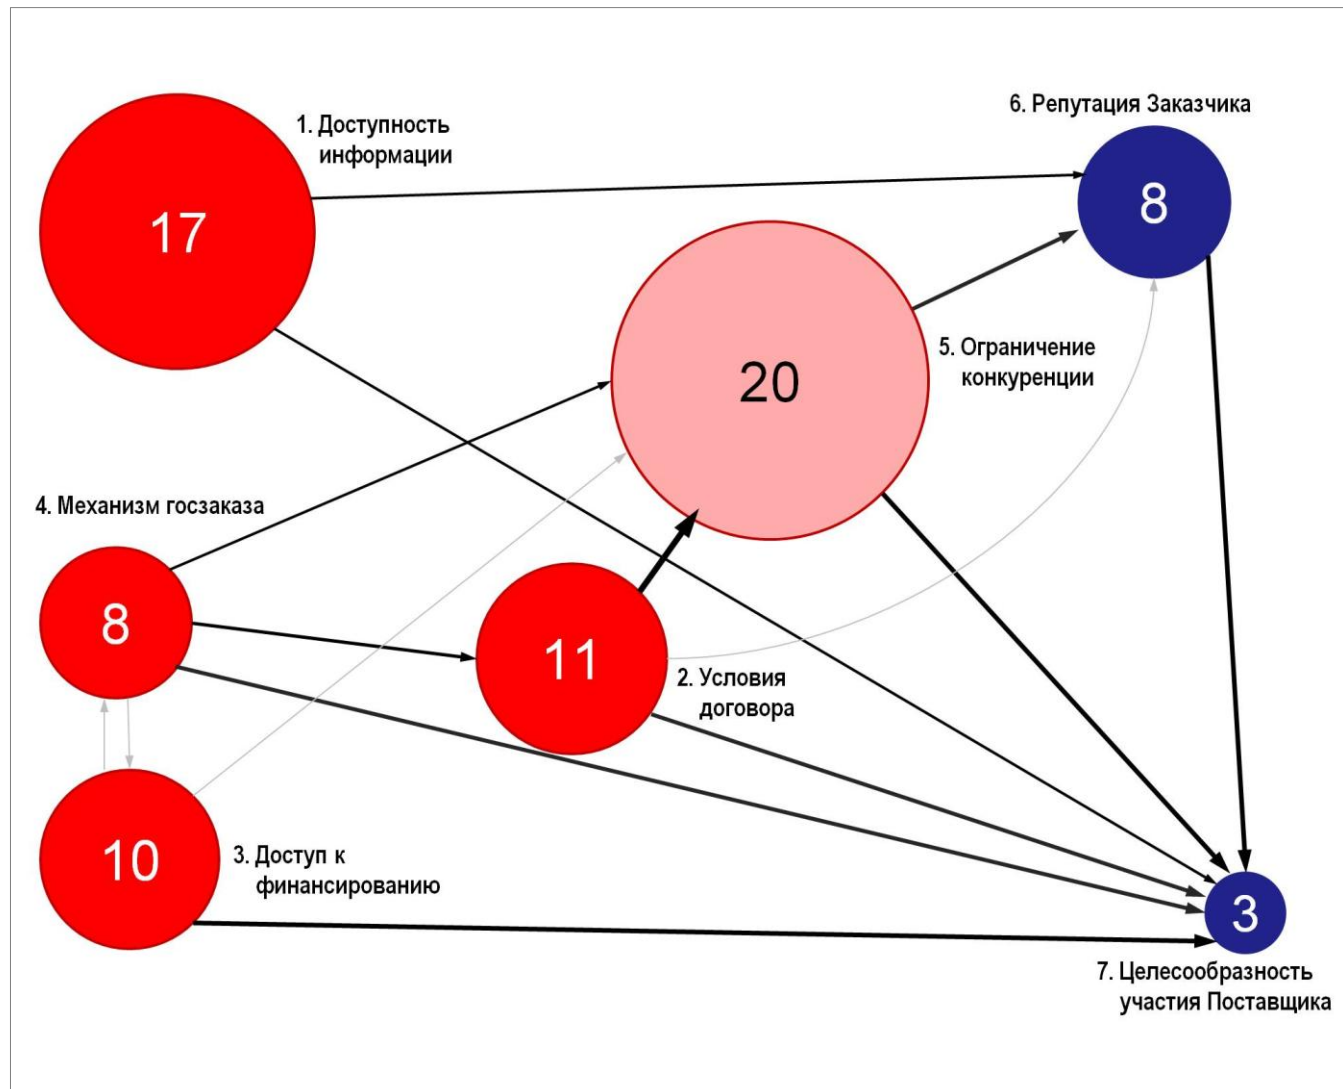 6. Репутация Заказчика
1. Доступность
информации
8
17
5. Ограничение
конкуренции
20
4. Механизм госзаказа
8
11
2. Условия
договора
10
3. Доступ к
финансированию
3
7. Целесообразность
участия Поставщика